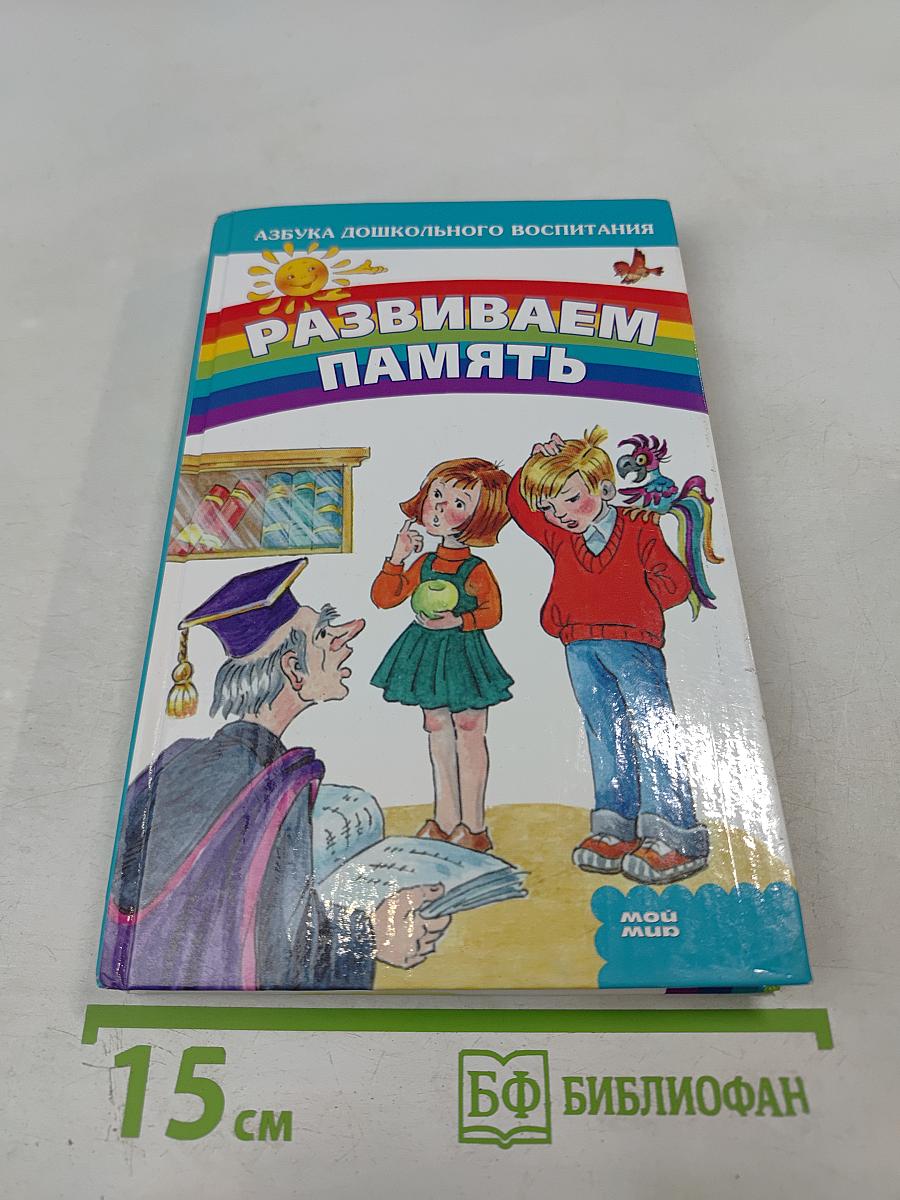 АЗБУКА ДОШКОЛЬНОГО ВОСПИТАНИЯ
РАЗВИВАЕМ
ПАМЯТЬ
мой
мир
15 см
БФ БИБЛИОФАН